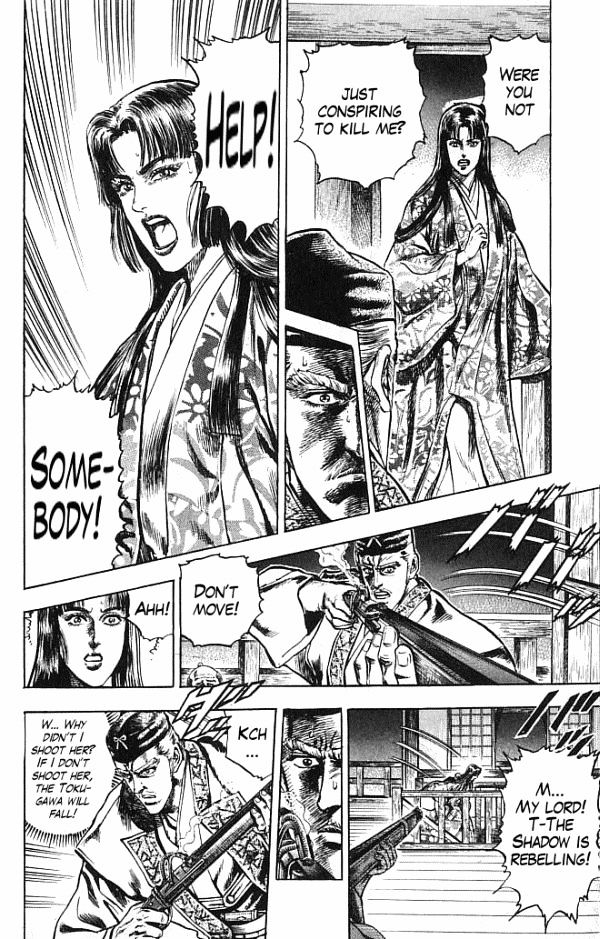 WERE
YOU
NOT
JUST
CONSPIRING
TO KILL ME?
HELP!
SOME-
BODY!
DON'T
MOVE!
AHH!
M...
MY LORD!
T-THE
SHADOW IS
REBELLING!
KCH
...
W... WHY
DIDN'T I
SHOOT HER?
IF I DON'T
SHOOT HER,
THE TOKU-
GAWA WILL
FALL!